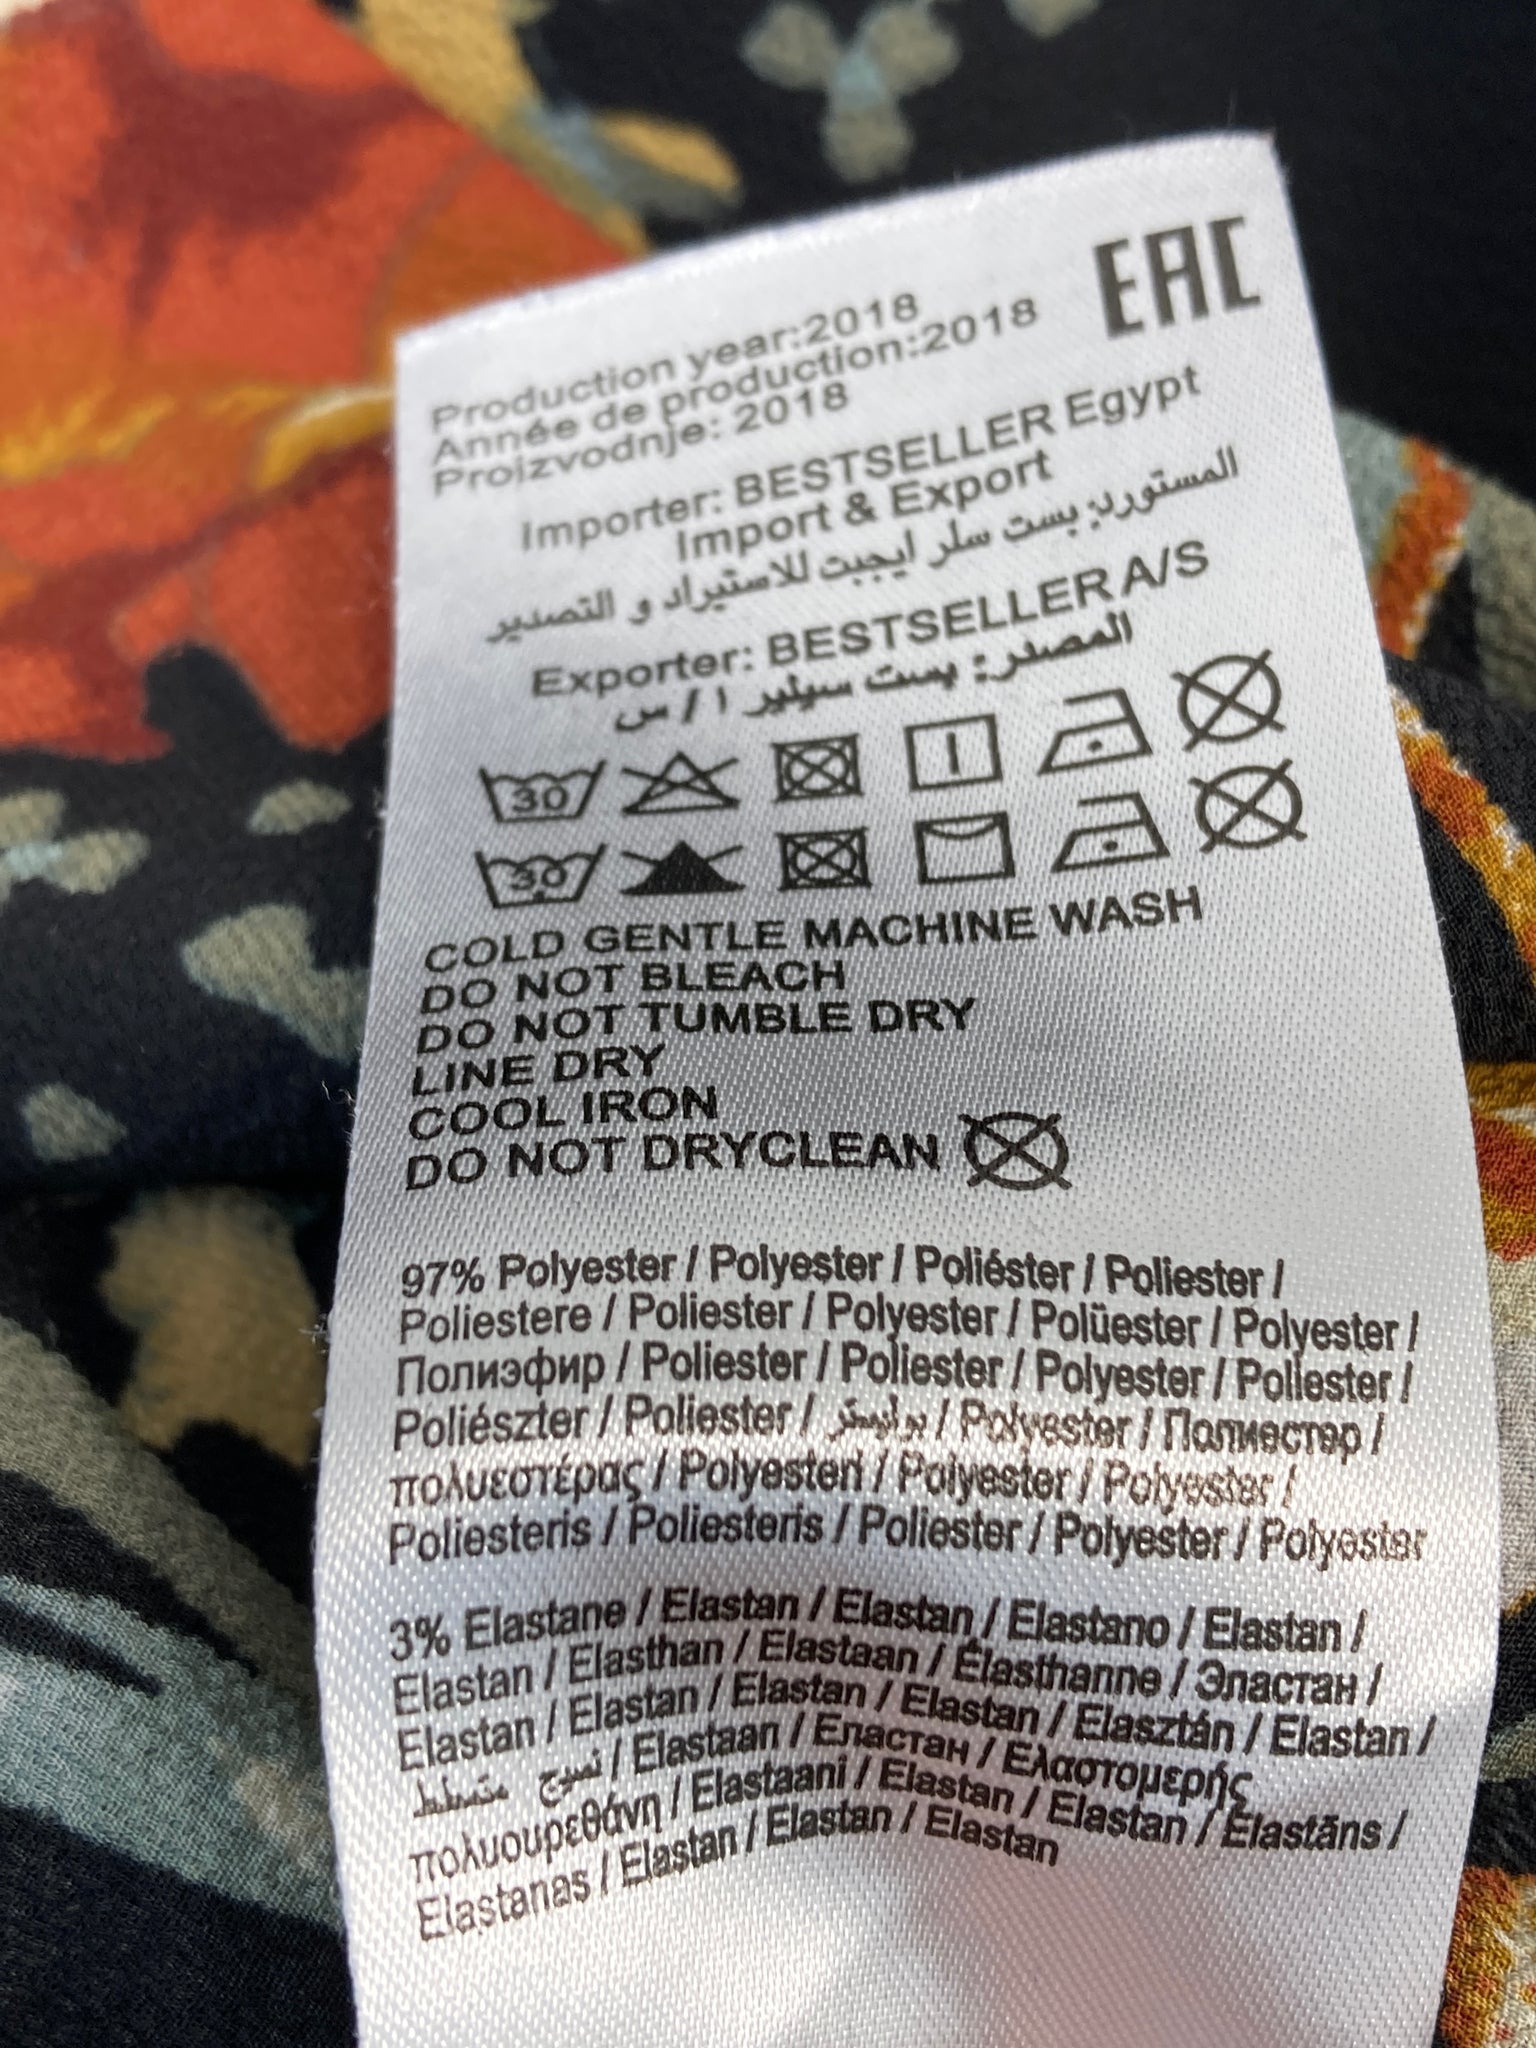 EAC
Production year:2018
Année de production:2018
Proizvodnje: 2018
Importer: BESTSELLER Egypt
Import & Export
المستورد: بست سلر ايجبت للاستيراد و التصدير
Exporter: BESTSELLER A/S
المصدر: بست سيلير ا / س
30
30
COLD GENTLE MACHINE WASH
DO NOT BLEACH
DO NOT TUMBLE DRY
LINE DRY
COOL IRON
DO NOT DRYCLEAN
97% Polyester / Polyester / Poliéster / Poliester /
Poliestere / Poliester / Polyester / Polüester / Polyester /
Полиэфир / Poliester / Poliester / Polyester / Poliester /
Poliészter / Poliester / بوليستر / Polyester / Полиестер /
πολυεστέρας / Polyesteri / Polyester / Polyester /
Poliesteris / Poliesteris / Poliester / Polyester / Polyester
3% Elastane / Elastan / Elastan / Elastano / Elastan /
Elastan / Elasthan / Elastaan / Élasthanne / Эластан /
Elastan / Elastan / Elastan / Elastan / Elasztán / Elastan /
نسيج متمطط / Elastaan / Еластан / Ελαστομερής
πολυουρεθάνη / Elastaani / Elastan / Elastan / Elastāns /
Elastanas / Elastan / Elastan / Elastan